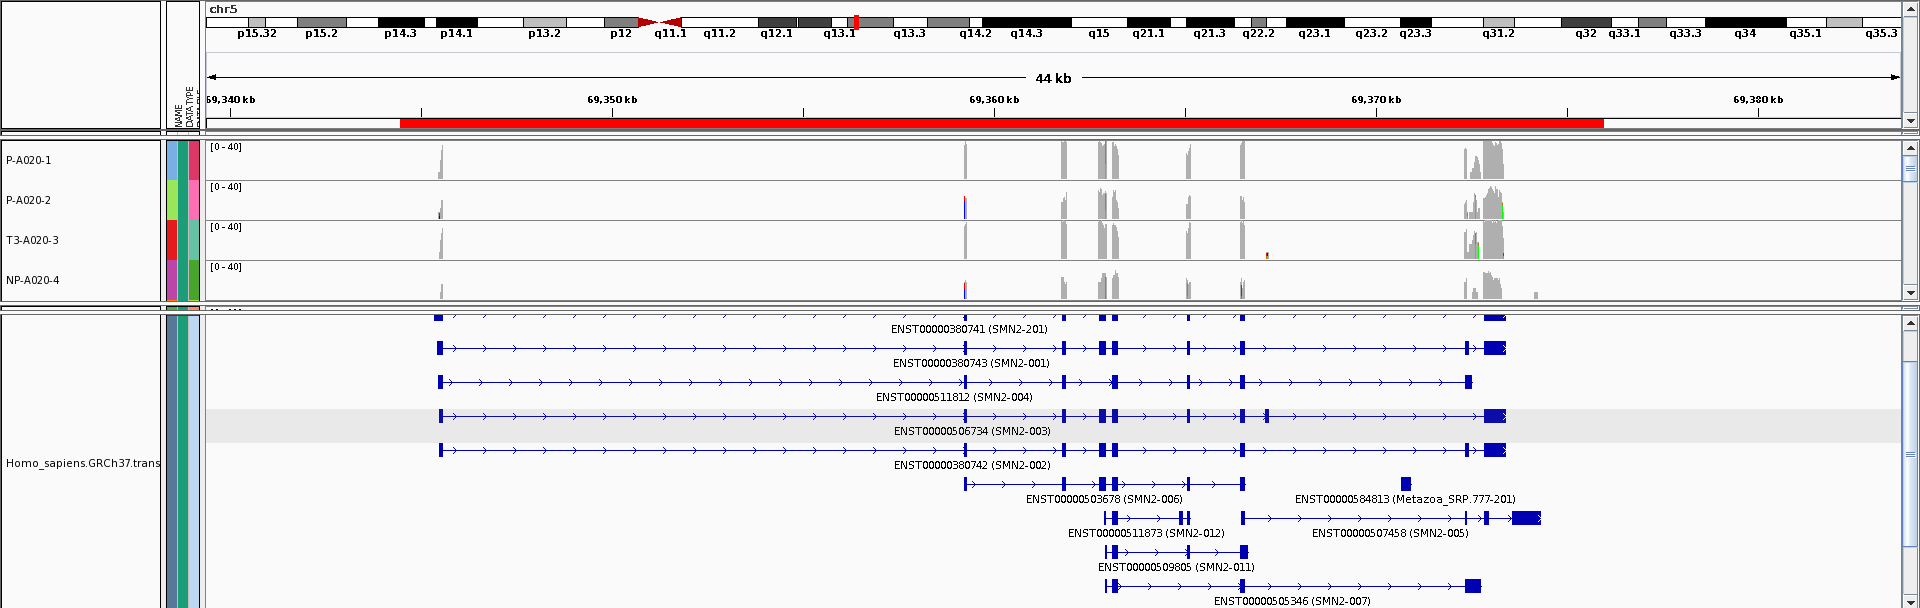 chr5
p15.32 p15.2 p14.3 p14.1 p13.2 p12 q11.1 q11.2 q12.1 q13.1 q13.3 q14.2 q14.3 q15 q21.1 q21.3 q22.2 q23.1 q23.2 q23.3 q31.2 q32 q33.1 q33.3 q34 q35.1 q35.3
44 kb
69,340 kb 69,350 kb 69,360 kb 69,370 kb 69,380 kb
NAME
DATA TYPE
P-A020-1 [0 - 40]
P-A020-2 [0 - 40]
T3-A020-3 [0 - 40]
NP-A020-4 [0 - 40]
ENST00000380741 (SMN2-201)
ENST00000380743 (SMN2-001)
ENST00000511812 (SMN2-004)
ENST00000506734 (SMN2-003)
Homo_sapiens.GRCh37.trans
ENST00000380742 (SMN2-002)
ENST00000503678 (SMN2-006) ENST00000584813 (Metazoa_SRP.777-201)
ENST00000511873 (SMN2-012) ENST00000507458 (SMN2-005)
ENST00000509805 (SMN2-011)
ENST00000505346 (SMN2-007)